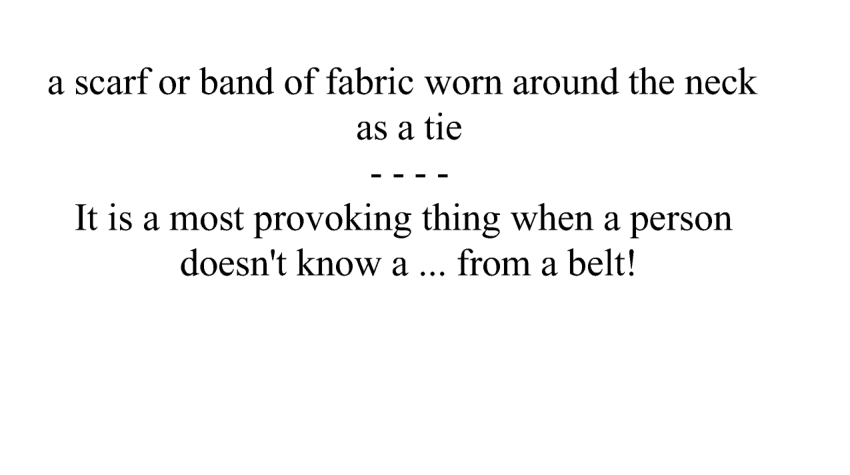 a scarf or band of fabric worn around the neck
as a tie
- - - -
It is a most provoking thing when a person
doesn't know a ... from a belt!